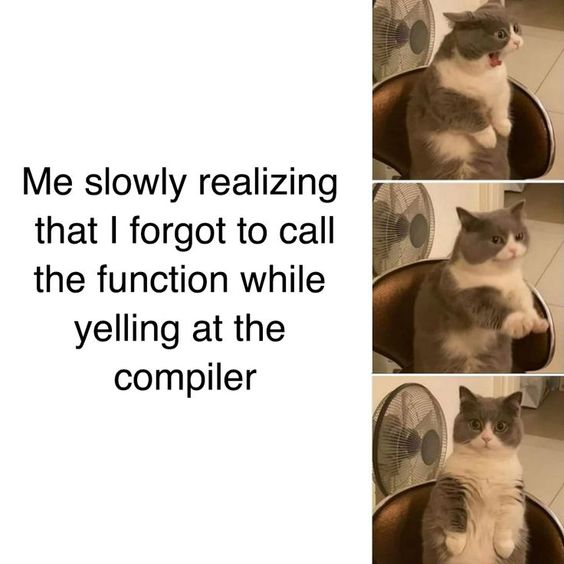 Me slowly realizing
that I forgot to call
the function while
yelling at the
compiler